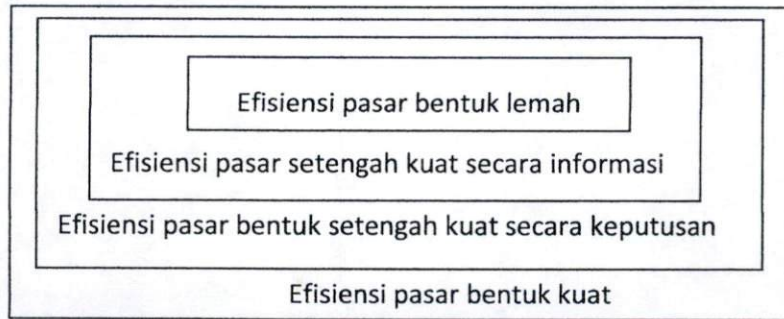 Efisiensi pasar bentuk lemah
Efisiensi pasar setengah kuat secara informasi
Efisiensi pasar bentuk setengah kuat secara keputusan
Efisiensi pasar bentuk kuat